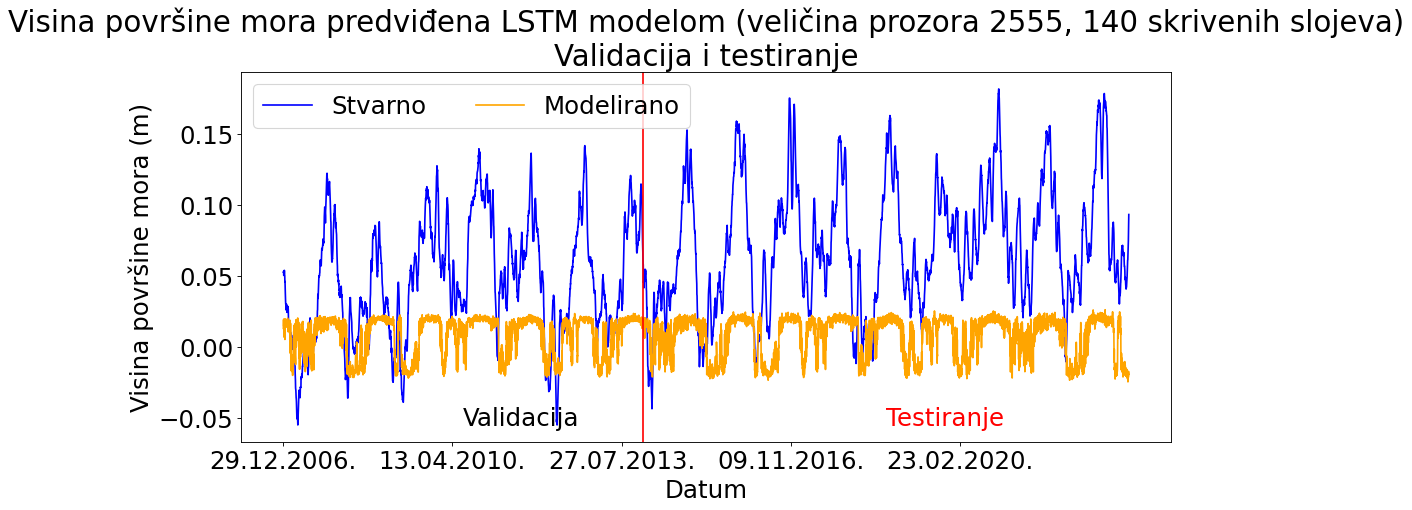 Visina površine mora predviđena LSTM modelom (veličina prozora 2555, 140 skrivenih slojeva)
Validacija i testiranje
Stvarno
Modelirano
Visina površine mora (m)
0.15
0.10
0.05
0.00
−0.05
Validacija
Testiranje
29.12.2006.
13.04.2010.
27.07.2013.
09.11.2016.
23.02.2020.
Datum